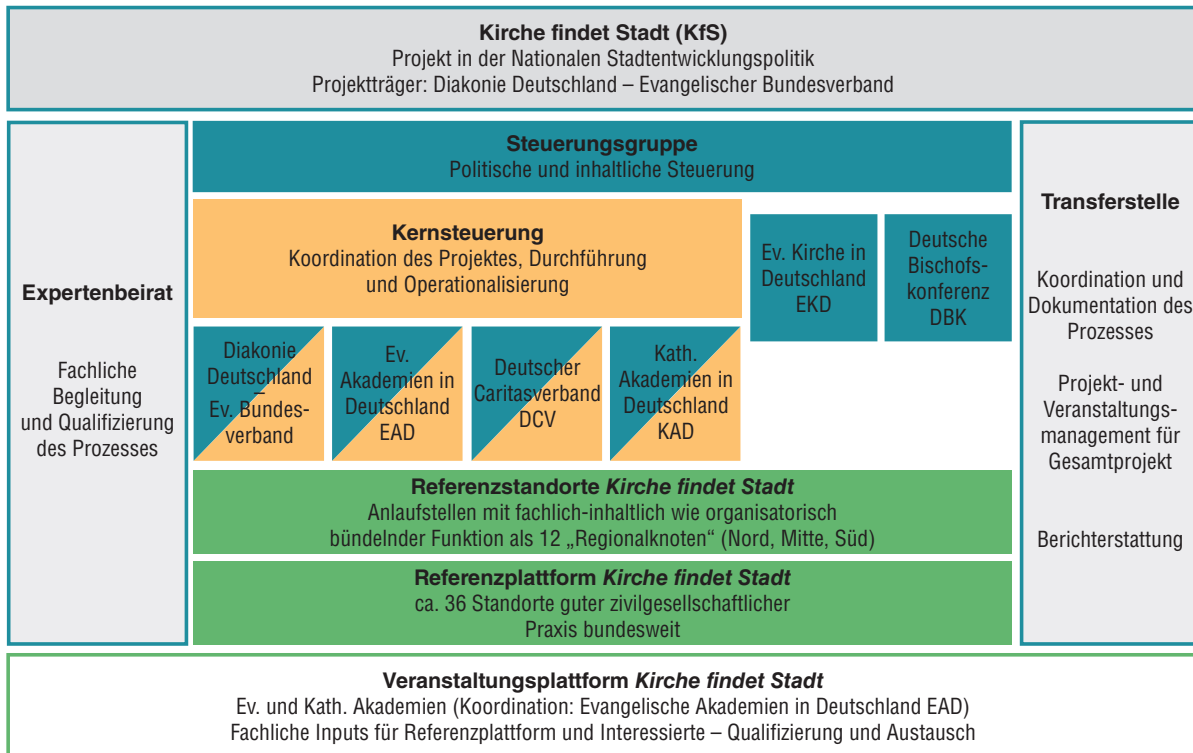 Kirche findet Stadt (KfS)
Projekt in der Nationalen Stadtentwicklungspolitik
Projektträger: Diakonie Deutschland – Evangelischer Bundesverband
Expertenbeirat
Fachliche
Begleitung
und Qualifizierung
des Prozesses
Steuerungsgruppe
Politische und inhaltliche Steuerung
Kernsteuerung
Koordination des Projektes, Durchführung
und Operationalisierung
Ev. Kirche in
Deutschland
EKD
Deutsche
Bischofs-
konferenz
DBK
Diakonie
Deutschland
–
Ev. Bundes-
verband
Ev.
Akademien in
Deutschland
EAD
Deutscher
Caritasverband
DCV
Kath.
Akademien in
Deutschland
KAD
Referenzstandorte Kirche findet Stadt
Anlaufstellen mit fachlich-inhaltlich wie organisatorisch
bündelnder Funktion als 12 „Regionalknoten“ (Nord, Mitte, Süd)
Referenzplattform Kirche findet Stadt
ca. 36 Standorte guter zivilgesellschaftlicher
Praxis bundesweit
Transferstelle
Koordination und
Dokumentation des
Prozesses
Projekt- und
Veranstaltungs-
management für
Gesamtprojekt
Berichterstattung
Veranstaltungsplattform Kirche findet Stadt
Ev. und Kath. Akademien (Koordination: Evangelische Akademien in Deutschland EAD)
Fachliche Inputs für Referenzplattform und Interessierte – Qualifizierung und Austausch